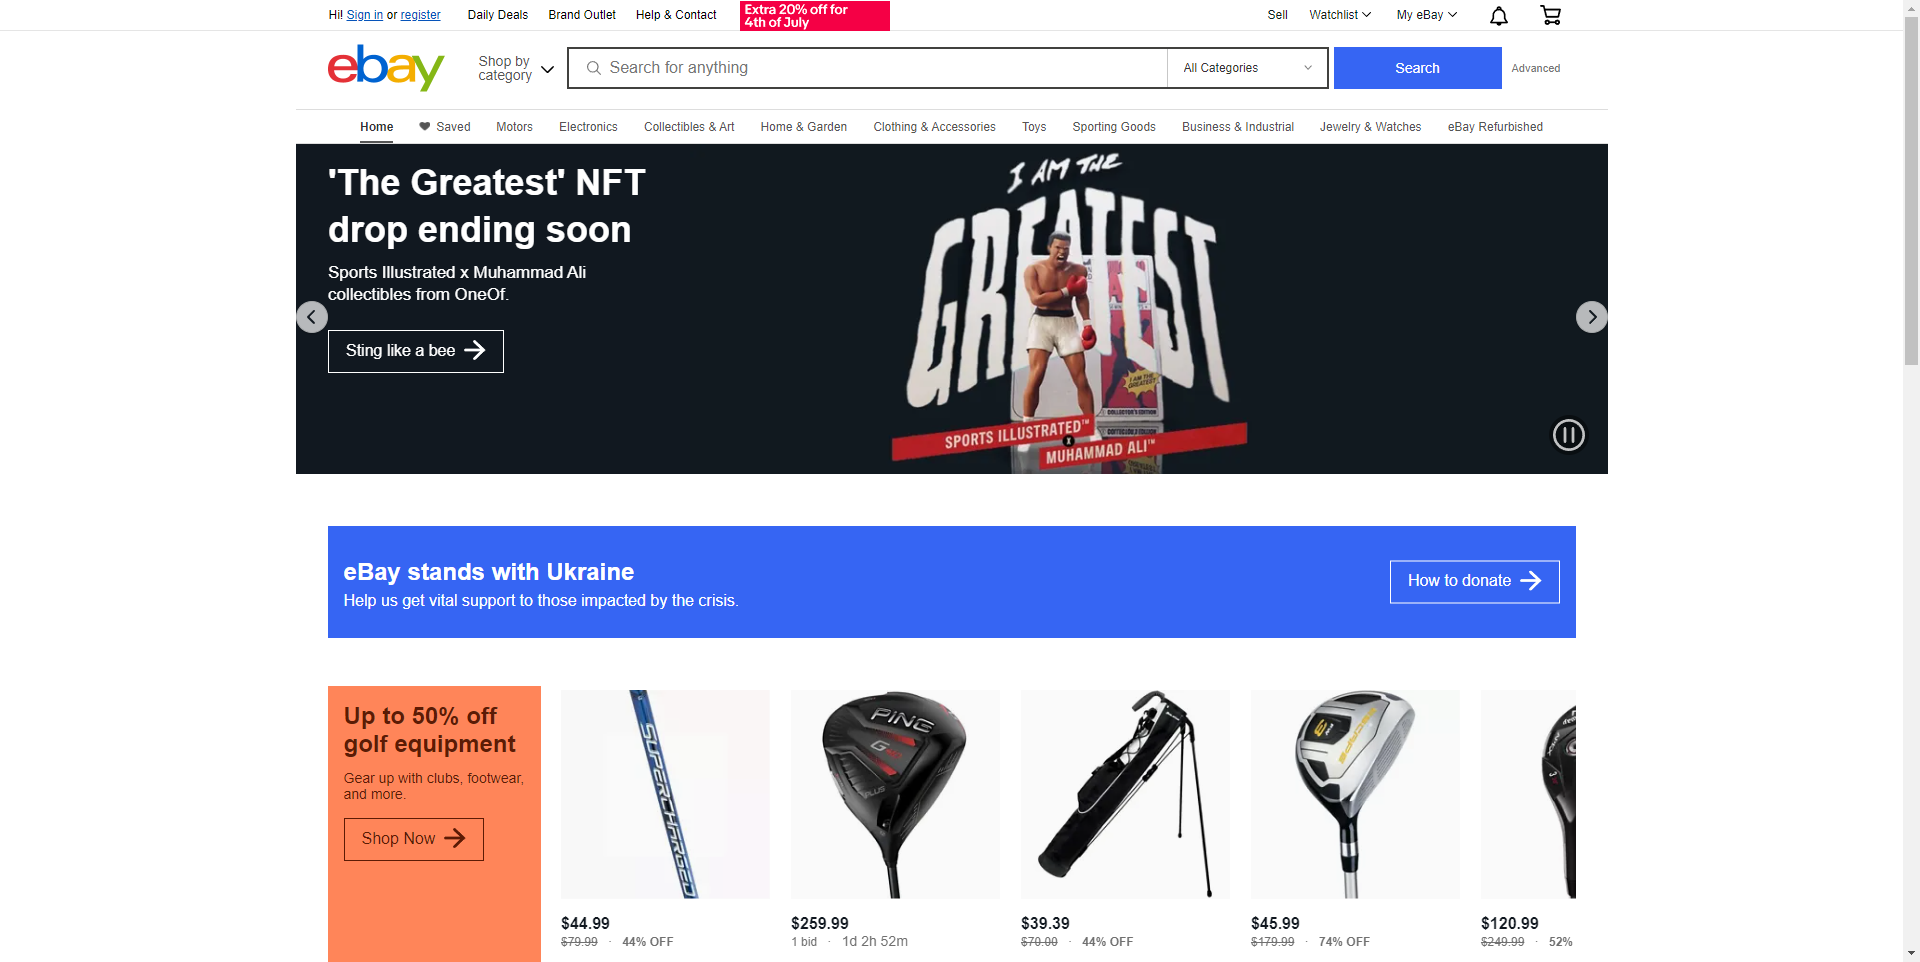 Hi! Sign in or register
Daily Deals
Brand Outlet
Help & Contact
Extra 20% off for
4th of July
Sell
Watchlist
My eBay
ebay
Shop by
category
Search for anything
All Categories
Search
Advanced
Home
Saved
Motors
Electronics
Collectibles & Art
Home & Garden
Clothing & Accessories
Toys
Sporting Goods
Business & Industrial
Jewelry & Watches
eBay Refurbished
'The Greatest' NFT
drop ending soon
Sports Illustrated x Muhammad Ali
collectibles from OneOf.
Sting like a bee
I AM THE
GREATEST
I AM THE
GREATEST
COLLECTOR'S EDITION
SPORTS ILLUSTRATED™
X
MUHAMMAD ALI™
eBay stands with Ukraine
Help us get vital support to those impacted by the crisis.
How to donate
Up to 50% off
golf equipment
Gear up with clubs, footwear,
and more.
Shop Now
SUPERCHARGED
PING
G
PLUS
$44.99
$79.99 · 44% OFF
$259.99
1 bid · 1d 2h 52m
$39.39
$70.00 · 44% OFF
$45.99
$179.99 · 74% OFF
$120.99
$249.99 · 52%